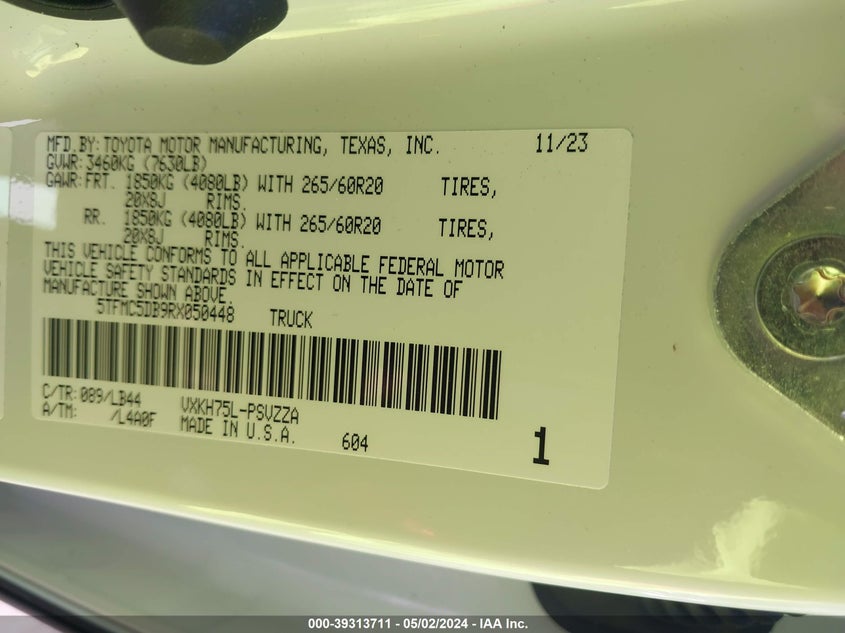 MFD.BY: TOYOTA MOTOR MANUFACTURING, TEXAS, INC. 11/23
GVWR: 3460KG (7630LB)
GAWR: FRT. 1850KG (4080LB) WITH 265/60R20 TIRES,
20X8J RIMS.
RR. 1850KG (4080LB) WITH 265/60R20 TIRES,
20X8J RIMS.
THIS VEHICLE CONFORMS TO ALL APPLICABLE FEDERAL MOTOR
VEHICLE SAFETY STANDARDS IN EFFECT ON THE DATE OF
MANUFACTURE SHOWN ABOVE.
5TFMC5DB9RX050448 TRUCK
C/TR: 089/LB44 VXKH75L-PSVZZA
A/TM: /L4A0F MADE IN U.S.A. 604 1
000-39313711 - 05/02/2024 - IAA Inc.